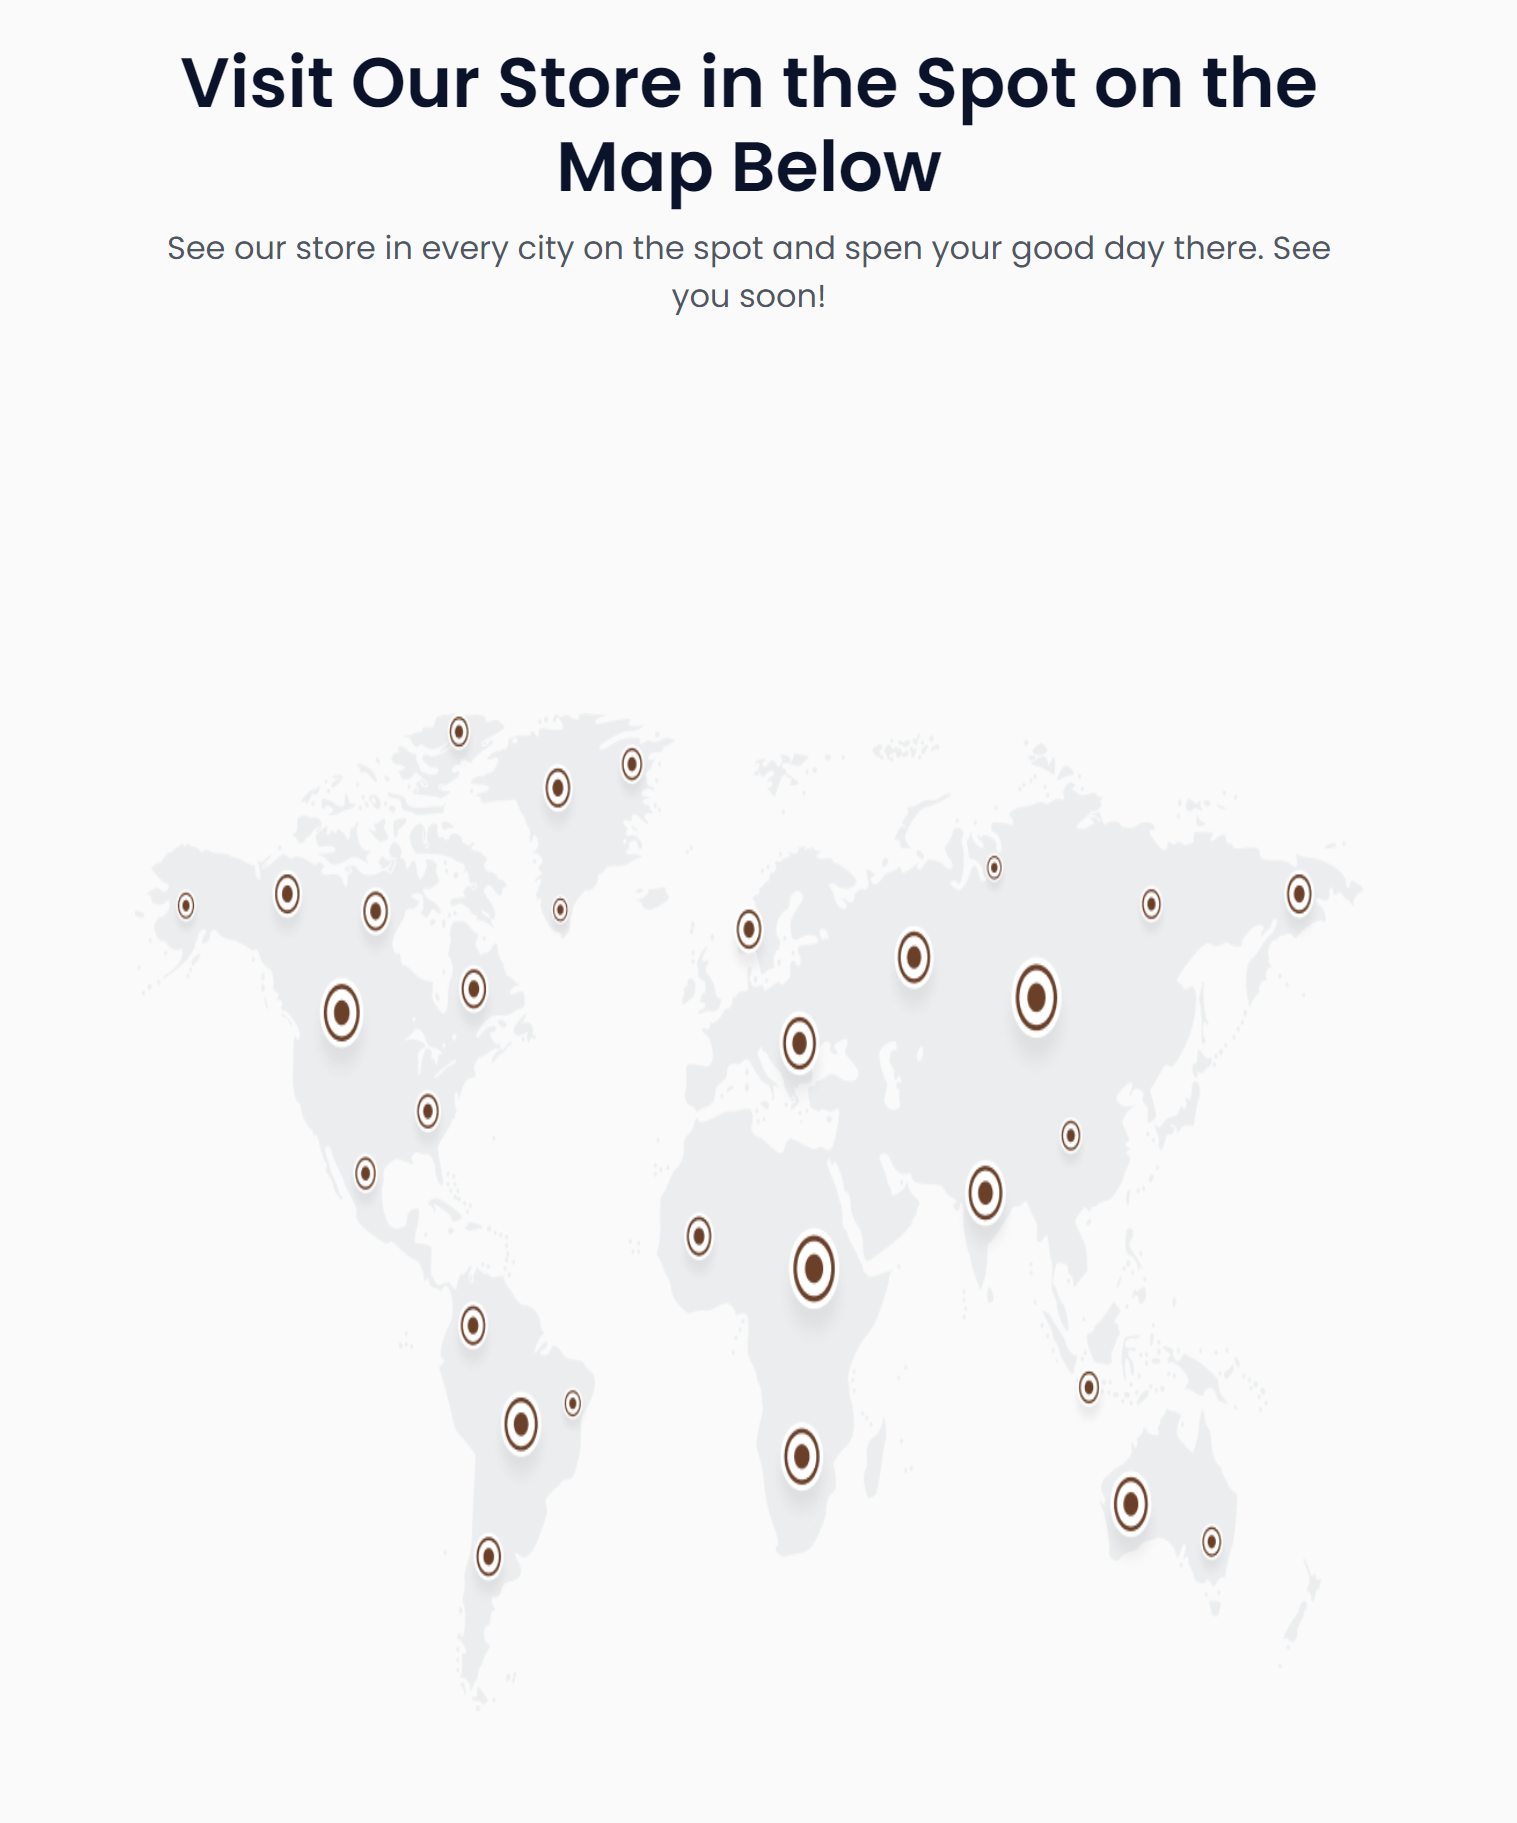 Visit Our Store in the Spot on the
Map Below
See our store in every city on the spot and spen your good day there. See
you soon!